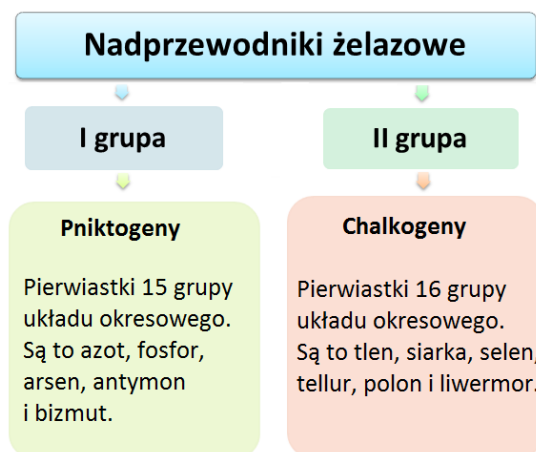 Nadprzewodniki żelazowe
I grupa
II grupa
Pniktogeny
Pierwiastki 15 grupy
układu okresowego.
Są to azot, fosfor,
arsen, antymon
i bizmut.
Chalkogeny
Pierwiastki 16 grupy
układu okresowego.
Są to tlen, siarka, selen,
tellur, polon i liwermor.